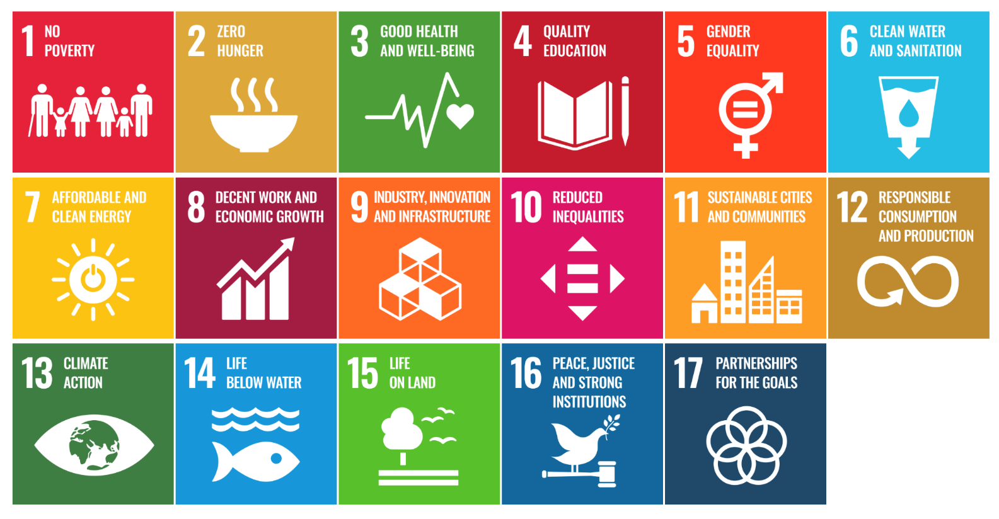 1 NO
POVERTY
2 ZERO
HUNGER
3 GOOD HEALTH
AND WELL-BEING
4 QUALITY
EDUCATION
5 GENDER
EQUALITY
6 CLEAN WATER
AND SANITATION
7 AFFORDABLE AND
CLEAN ENERGY
8 DECENT WORK AND
ECONOMIC GROWTH
9 INDUSTRY, INNOVATION
AND INFRASTRUCTURE
10 REDUCED
INEQUALITIES
11 SUSTAINABLE CITIES
AND COMMUNITIES
12 RESPONSIBLE
CONSUMPTION
AND PRODUCTION
13 CLIMATE
ACTION
14 LIFE
BELOW WATER
15 LIFE
ON LAND
16 PEACE, JUSTICE
AND STRONG
INSTITUTIONS
17 PARTNERSHIPS
FOR THE GOALS